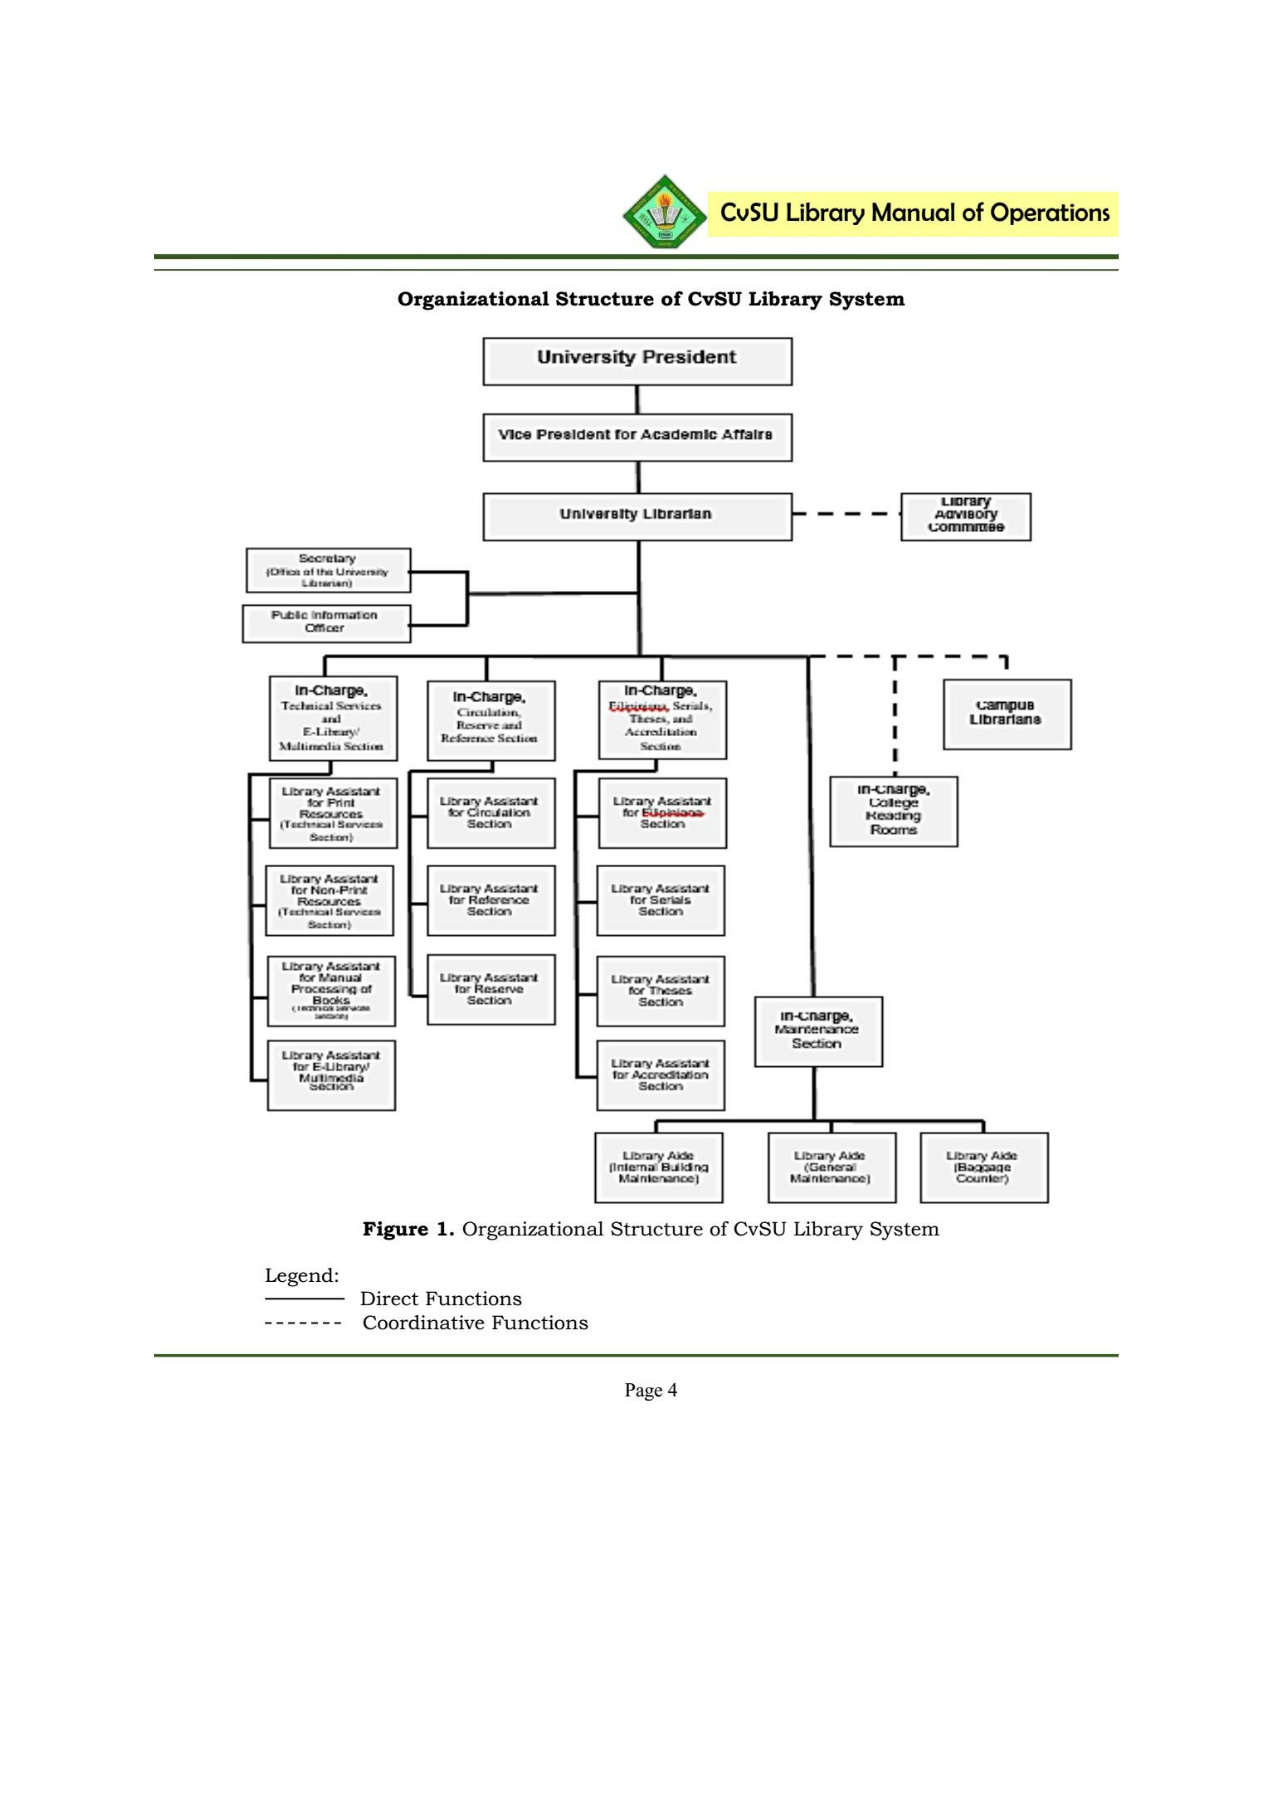 CvSU Library Manual of Operations
Organizational Structure of CvSU Library System
University President
Vice President for Academic Affairs
University Librarian
Library
Advisory
Committee
Secretary
(Office of the University
Librarian)
Public Information
Officer
In-Charge,
Technical Services
and
E-Library/
Multimedia Section
In-Charge,
Circulation,
Reserve and
Reference Section
In-Charge,
Filipiniana, Serials,
Theses, and
Accreditation
Section
Campus
Librarians
In-Charge,
College
Reading
Rooms
Library Assistant
for Print
Resources
(Technical Services
Section)
Library Assistant
for Non-Print
Resources
(Technical Services
Section)
Library Assistant
for Manual
Processing of
Books
(Technical Services
Section)
Library Assistant
for E-Library/
Multimedia
Section
Library Assistant
for Circulation
Section
Library Assistant
for Reference
Section
Library Assistant
for Reserve
Section
Library Assistant
for Filipiniana
Section
Library Assistant
for Serials
Section
Library Assistant
for Theses
Section
Library Assistant
for Accreditation
Section
In-Charge,
Maintenance
Section
Library Aide
(Internal Building
Maintenance)
Library Aide
(General
Maintenance)
Library Aide
(Baggage
Counter)
Figure 1. Organizational Structure of CvSU Library System
Legend:
Direct Functions
Coordinative Functions
Page 4